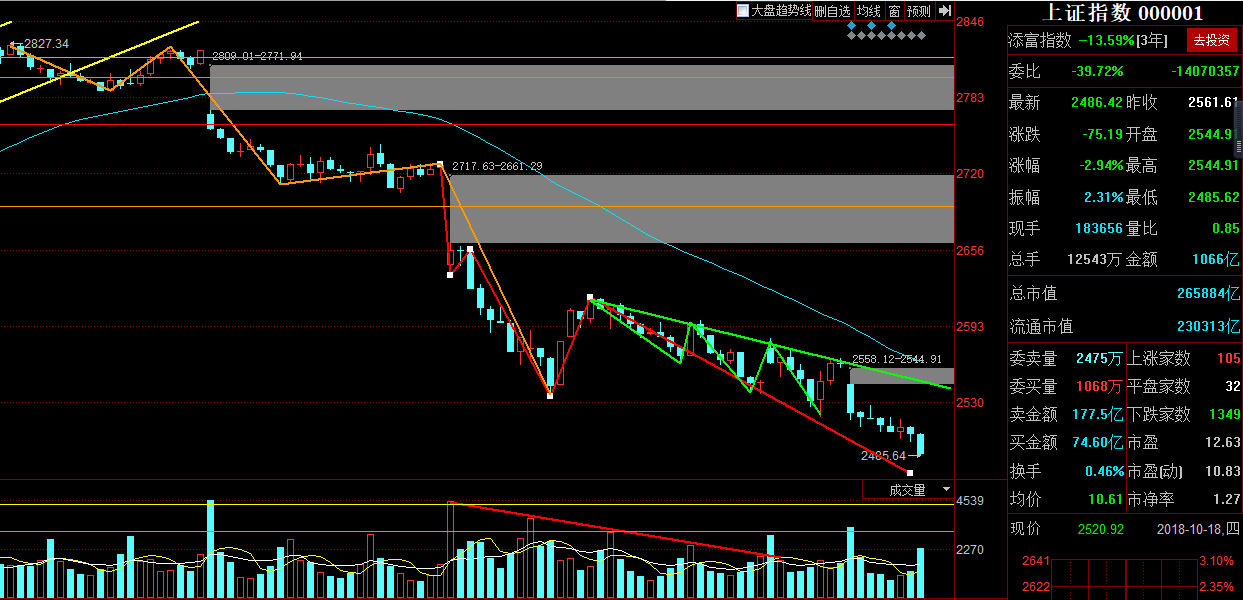 大盘趋势线 删自选 均线 窗 预测
2827.34
2809.01-2771.94
2717.63-2661.29
2558.12-2544.91
2485.64
2846
2783
2720
2656
2593
2530
成交量
4539
2270
上证指数 000001
添富指数 -13.59%[3年] 去投资
委比 -39.72% -14070357
最新 2486.42 昨收 2561.61
涨跌 -75.19 开盘 2544.91
涨幅 -2.94% 最高 2544.91
振幅 2.31% 最低 2485.62
现手 183656 量比 0.85
总手 12543万 金额 1066亿
总市值 265884亿
流通市值 230313亿
委卖量 2475万 上涨家数 105
委买量 1068万 平盘家数 32
卖金额 177.5亿 下跌家数 1349
买金额 74.60亿 市盈 12.63
换手 0.46% 市盈(动) 10.83
均价 10.61 市净率 1.27
现价 2520.92 2018-10-18,四
2641 3.10%
2622 2.35%